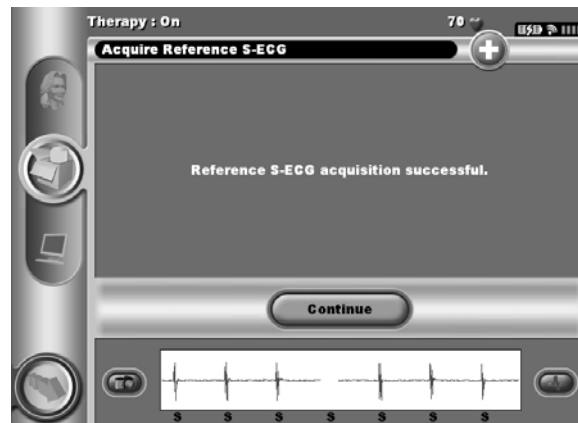 Therapy : On
70
Acquire Reference S-ECG
Reference S-ECG acquisition successful.
Continue
S S S S S S S